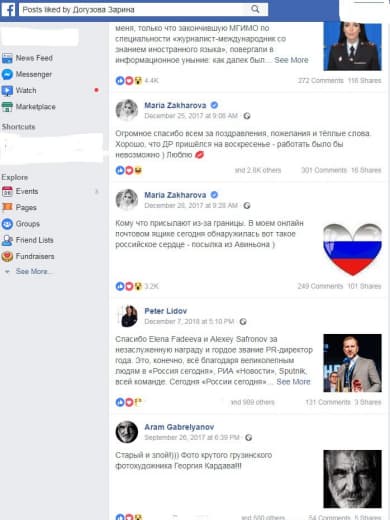 Posts liked by Догузова Зарина
News Feed
Messenger
Watch
Marketplace
Shortcuts
Explore
Events 3
Pages
Groups
Friend Lists
Fundraisers
See More...
меня, только что закончившую МГИМО по
специальности «журналист-международник со
знанием иностранного языка», повергали в
информационное уныние: как далек был... See More
4.4K 272 Comments 116 Shares
Maria Zakharova
December 25, 2017 at 9:06 AM
Огромное спасибо всем за поздравления, пожелания и тёплые слова.
Хорошо, что ДР пришёлся на воскресенье - работать было бы
невозможно ) Люблю 💋
and 2.6K others 301 Comments 16 Shares
Maria Zakharova
December 26, 2017 at 9:28 AM
Кому что присылают из-за границы. В моем онлайн
почтовом ящике сегодня обнаружилась вот такое
российское сердце - посылка из Авиньона )
3.2K 249 Comments 101 Shares
Peter Lidov
December 7, 2018 at 5:10 PM
Спасибо Elena Fadeeva и Alexey Safronov за
незаслуженную награду и гордое звание PR-директор
года. Это, конечно, всё благодаря великолепным
людям в «Россия сегодня», РИА «Новости», Sputnik,
всей команде. Сегодня «России сегодня»... See More
and 989 others 131 Comments 3 Shares
Aram Gabrelyanov
September 26, 2017 at 6:39 PM
Старый и злой!))) Фото крутого грузинского
фотохудожника Георгия Кардава!!!
and 580 others 54 Comments 5 Shares